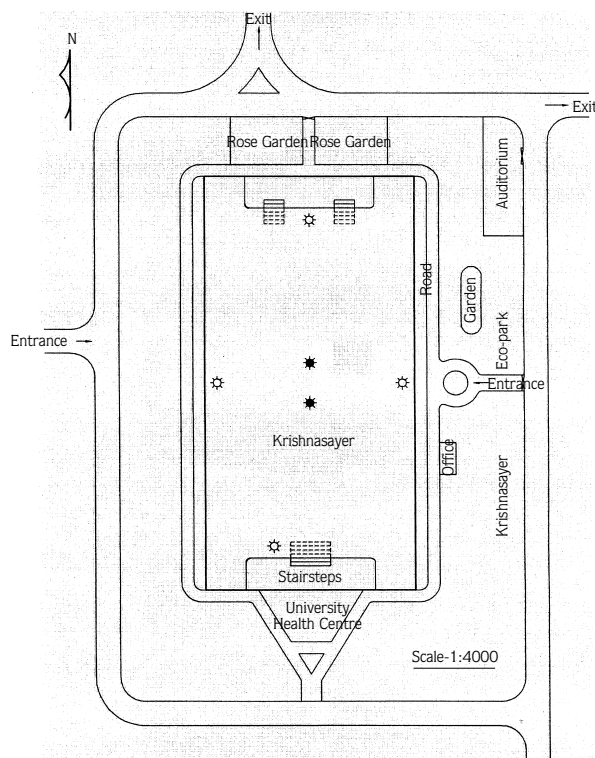 Exit
N
Exit
Rose Garden Rose Garden
Auditorium
Road
Garden
Entrance
Eco-park
Entrance
Krishnasayer
Office
Krishnasayer
Stairsteps
University
Health Centre
Scale-1:4000